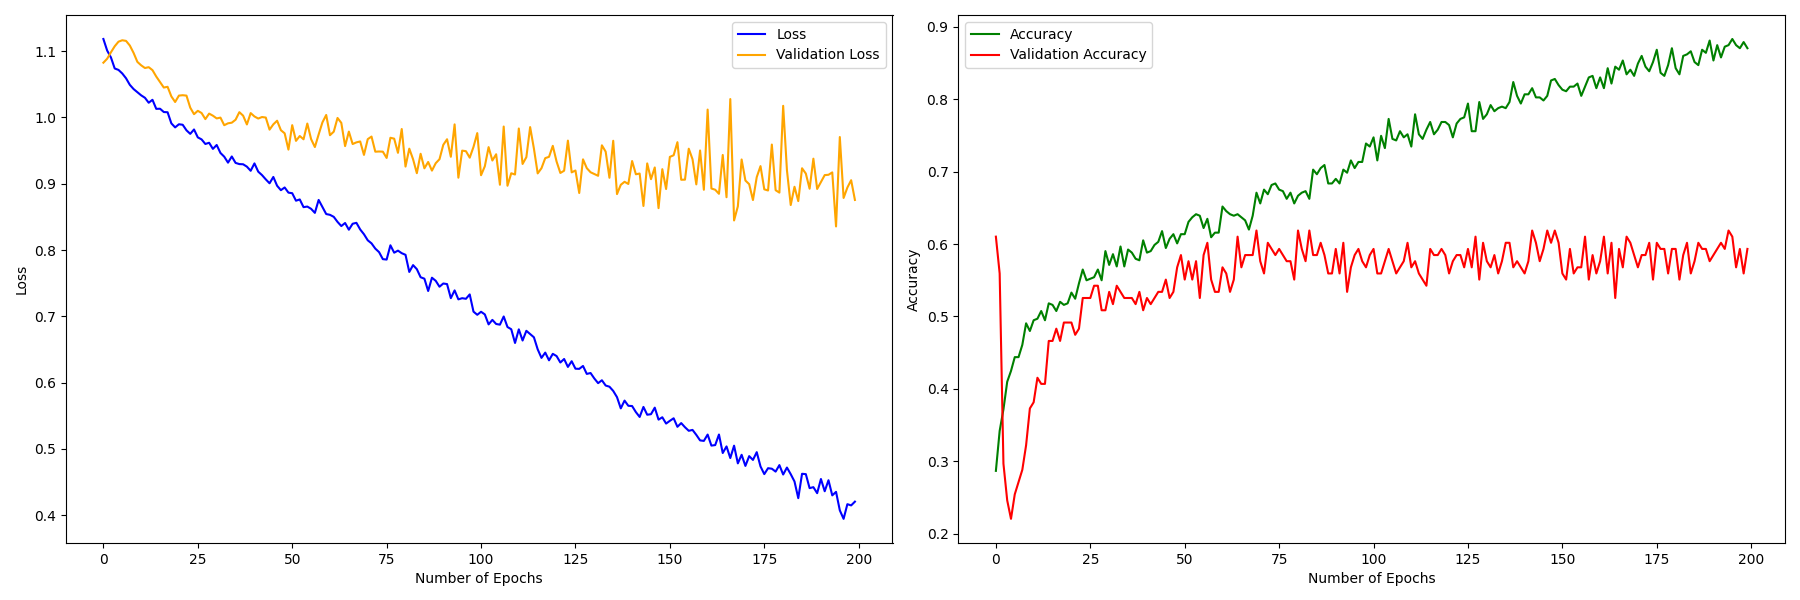 Loss
Validation Loss
1.1
1.0
0.9
0.8
0.7
0.6
0.5
0.4
Loss
0 25 50 75 100 125 150 175 200
Number of Epochs
Accuracy
Validation Accuracy
0.9
0.8
0.7
0.6
0.5
0.4
0.3
0.2
Accuracy
0 25 50 75 100 125 150 175 200
Number of Epochs